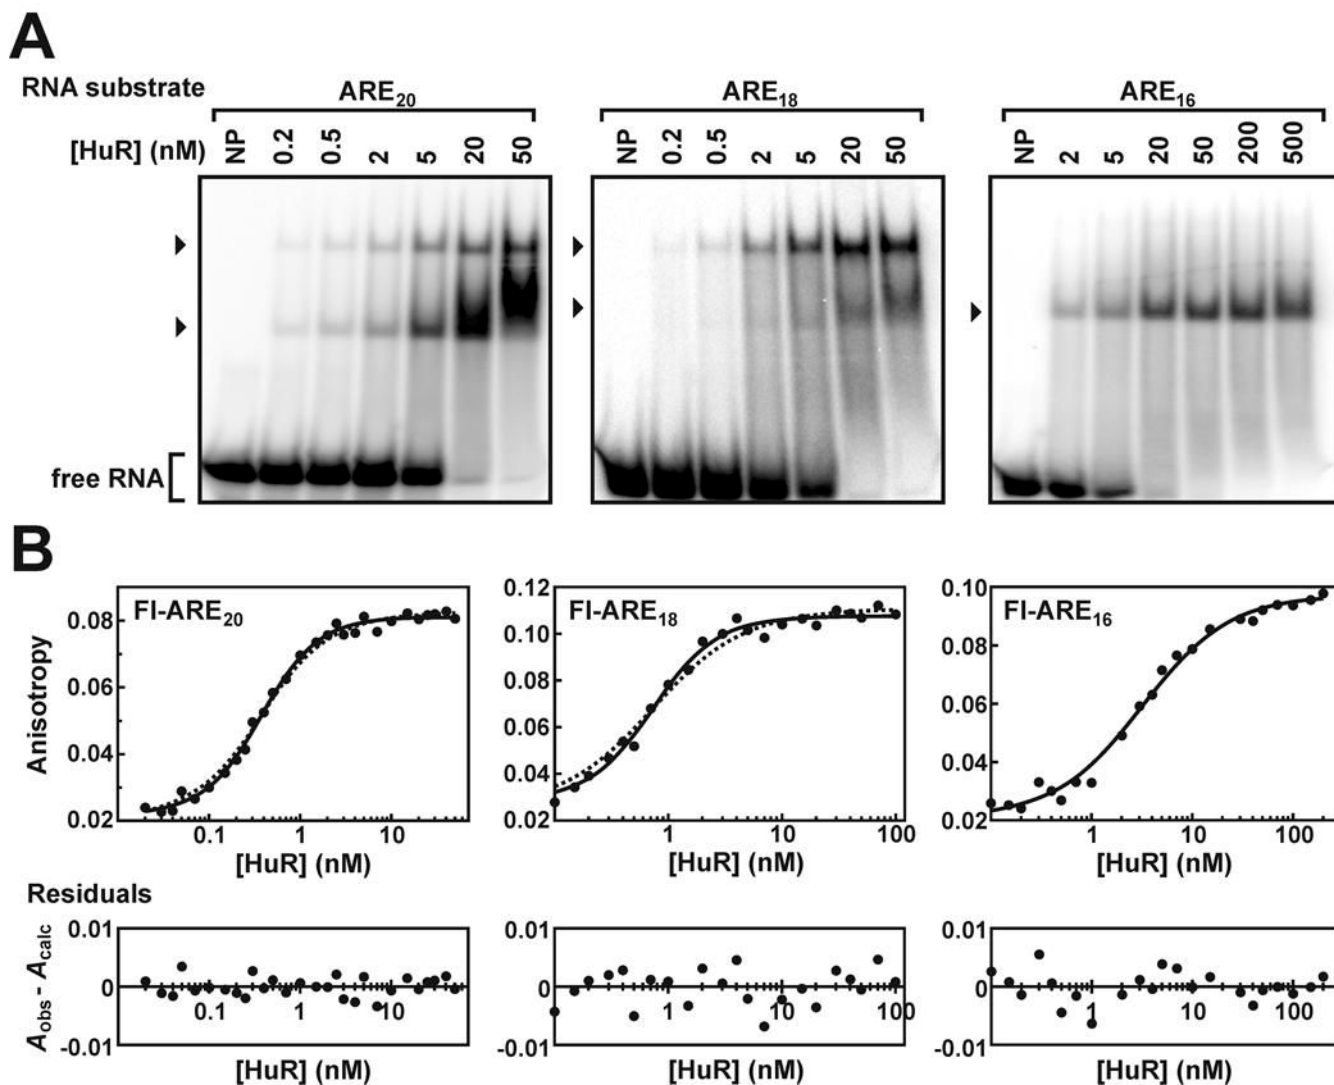 A
RNA substrate ARE20 ARE18 ARE16
[HuR] (nM) NP 0.2 0.5 2 5 20 50 NP 0.2 0.5 2 5 20 50 NP 2 5 20 50 200 500
free RNA
B
Anisotropy
0.08
0.06
0.04
0.02
FI-ARE20
0.1 1 10
[HuR] (nM)
0.12
0.10
0.08
0.06
0.04
0.02
FI-ARE18
1 10 100
[HuR] (nM)
0.10
0.08
0.06
0.04
0.02
FI-ARE16
1 10 100
[HuR] (nM)
Residuals
Aobs - Acalc
0.01
0
-0.01
0.1 1 10
[HuR] (nM)
0.01
0
-0.01
1 10 100
[HuR] (nM)
0.01
0
-0.01
1 10 100
[HuR] (nM)